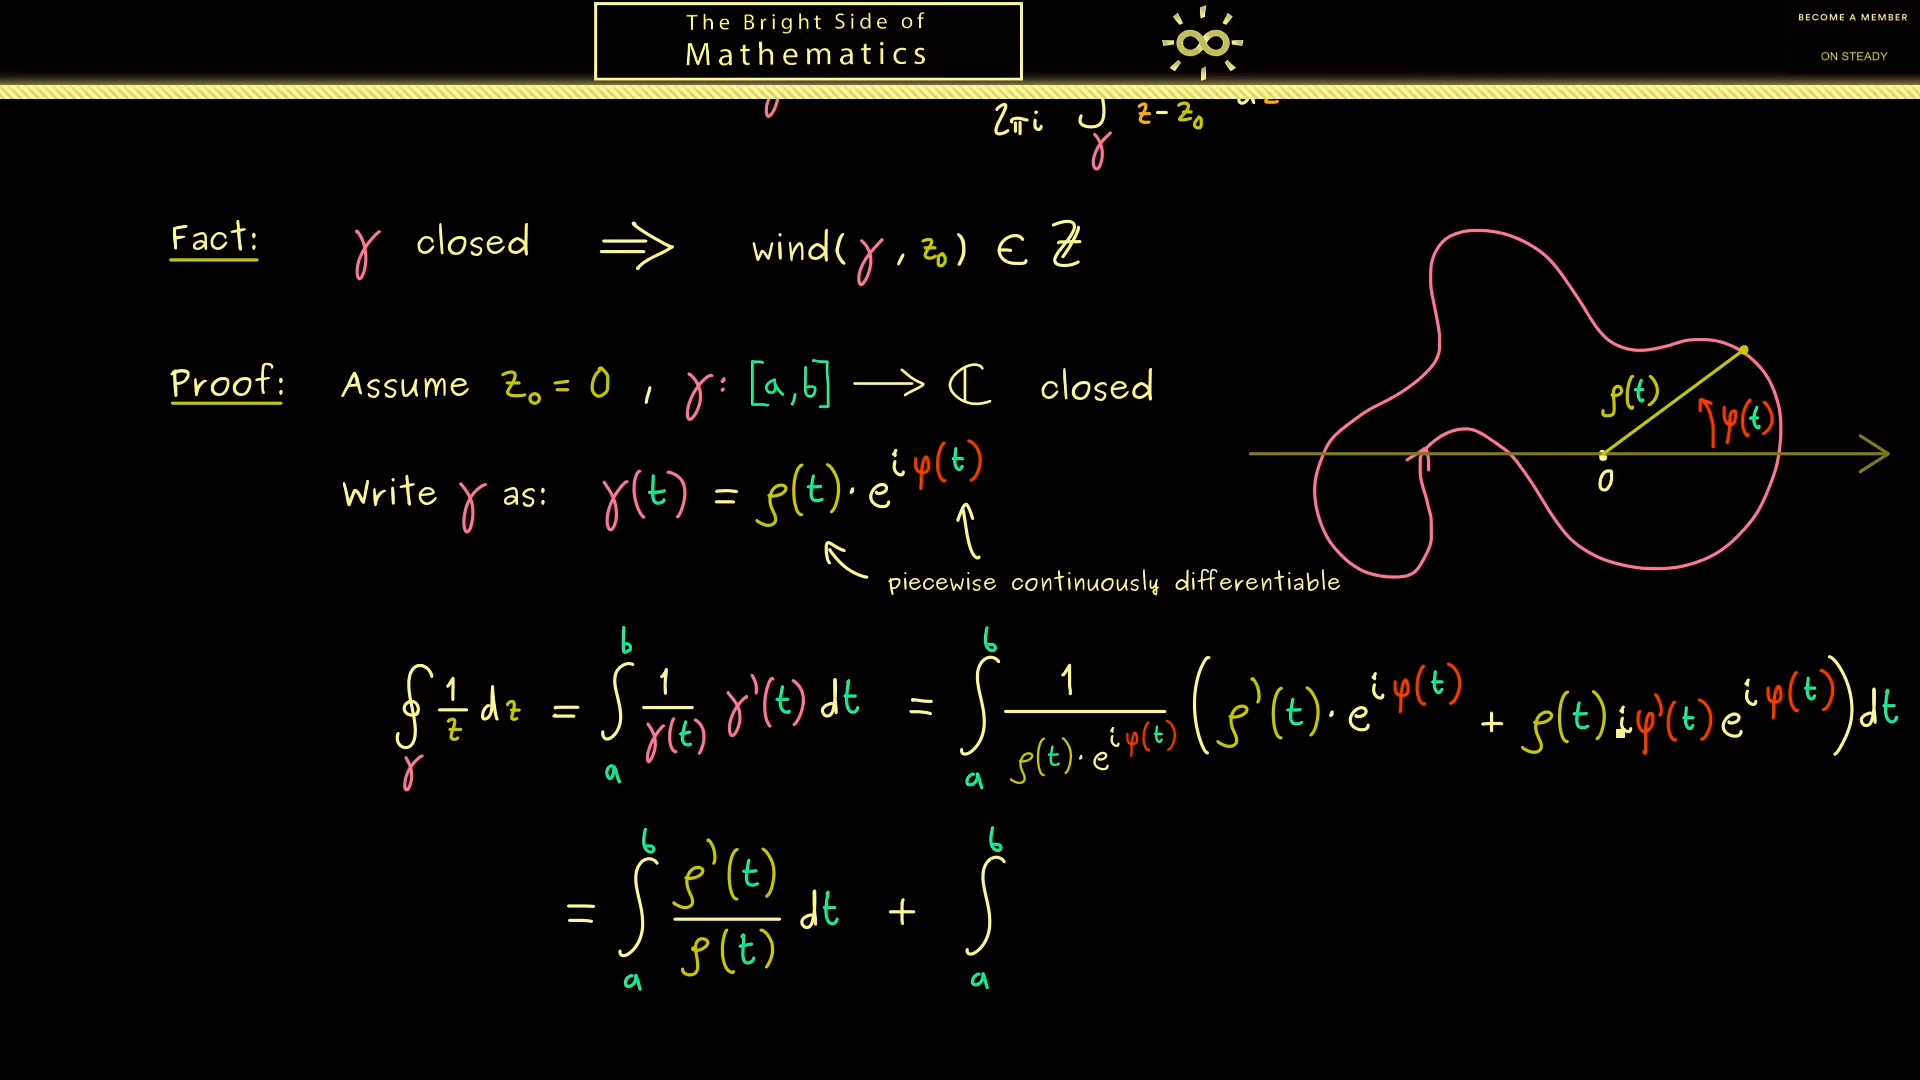 The Bright Side of
Mathematics
BECOME A MEMBER
ON STEADY
2πi ∫ z - z₀
γ
Fact: γ closed ⟹ wind(γ, z₀) ∈ ℤ
Proof: Assume z₀ = 0 , γ: [a,b] ⟶ ℂ closed
Write γ as: γ(t) = ρ(t) · e^{iφ(t)}
piecewise continuously differentiable
ρ(t) φ(t)
0
∮_γ 1/z dz = ∫_a^b 1/γ(t) γ'(t) dt = ∫_a^b 1/(ρ(t)·e^{iφ(t)}) (ρ'(t)·e^{iφ(t)} + ρ(t) iφ'(t) e^{iφ(t)}) dt
= ∫_a^b ρ'(t)/ρ(t) dt + ∫_a^b